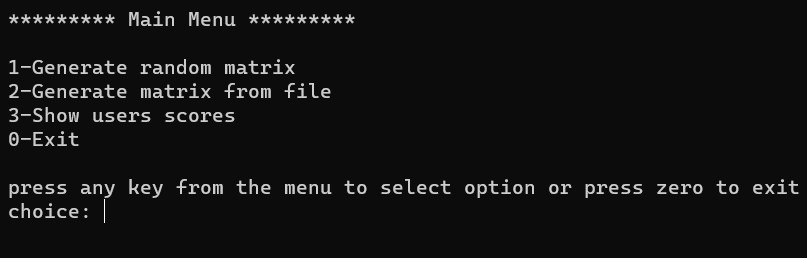 ********* Main Menu *********
1-Generate random matrix
2-Generate matrix from file
3-Show users scores
0-Exit
press any key from the menu to select option or press zero to exit
choice: